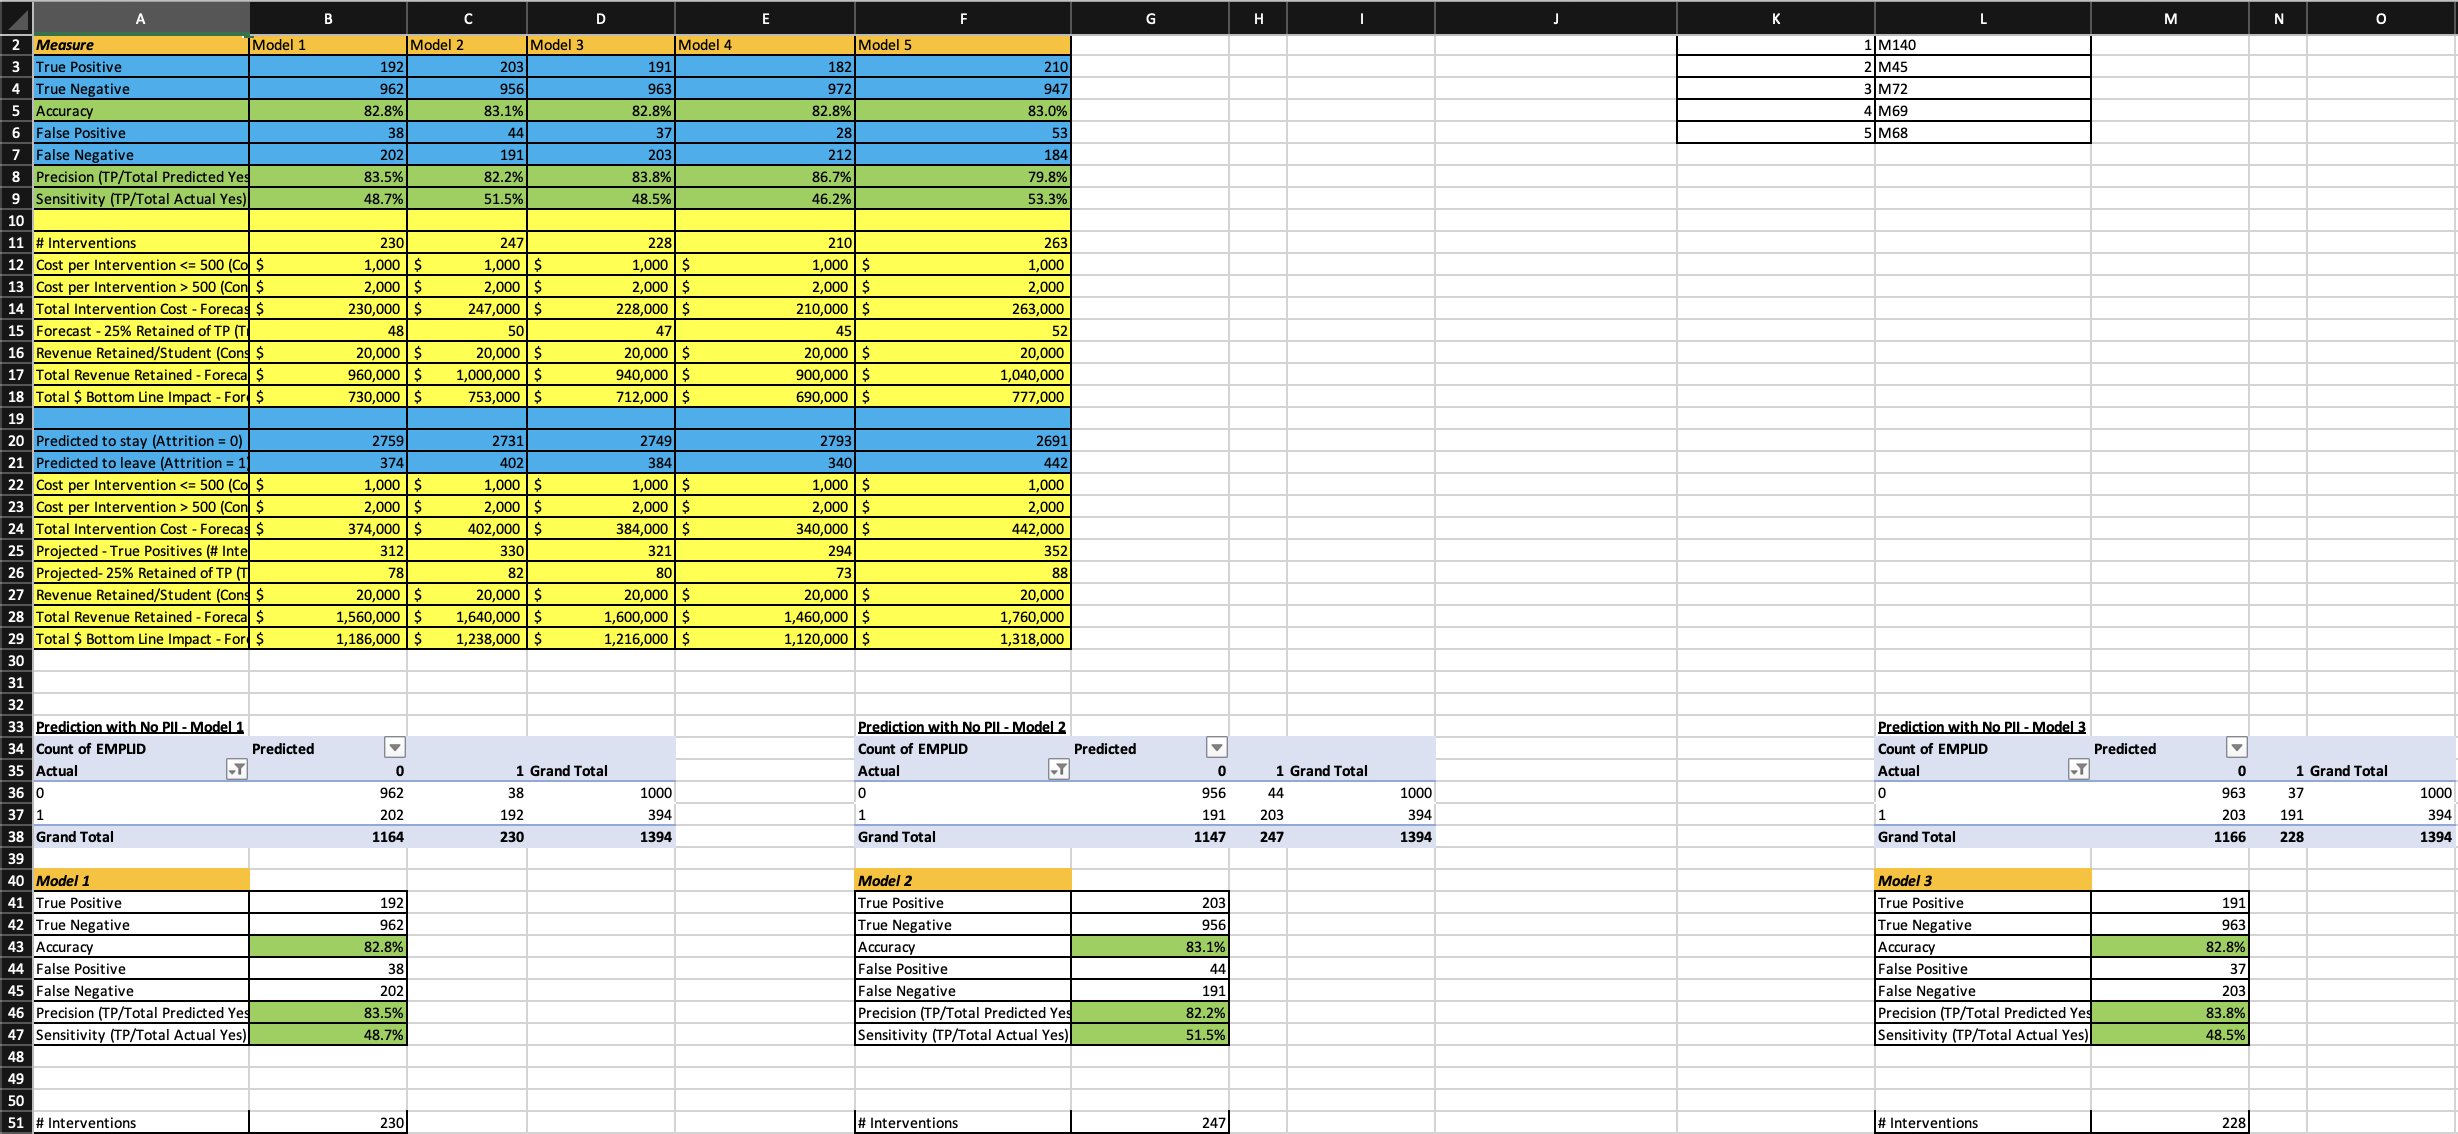 A B C D E F G H I J K L M N O
2 Measure Model 1 Model 2 Model 3 Model 4 Model 5 1 M140
3 True Positive 192 203 191 182 210 2 M45
4 True Negative 962 956 963 972 947 3 M72
5 Accuracy 82.8% 83.1% 82.8% 82.8% 83.0% 4 M69
6 False Positive 38 44 37 28 53 5 M68
7 False Negative 202 191 203 212 184
8 Precision (TP/Total Predicted Yes 83.5% 82.2% 83.8% 86.7% 79.8%
9 Sensitivity (TP/Total Actual Yes) 48.7% 51.5% 48.5% 46.2% 53.3%
10
11 # Interventions 230 247 228 210 263
12 Cost per Intervention <= 500 (Co $ 1,000 $ 1,000 $ 1,000 $ 1,000 $ 1,000
13 Cost per Intervention > 500 (Con $ 2,000 $ 2,000 $ 2,000 $ 2,000 $ 2,000
14 Total Intervention Cost - Forecas $ 230,000 $ 247,000 $ 228,000 $ 210,000 $ 263,000
15 Forecast - 25% Retained of TP (T 48 50 47 45 52
16 Revenue Retained/Student (Cons $ 20,000 $ 20,000 $ 20,000 $ 20,000 $ 20,000
17 Total Revenue Retained - Foreca $ 960,000 $ 1,000,000 $ 940,000 $ 900,000 $ 1,040,000
18 Total $ Bottom Line Impact - For $ 730,000 $ 753,000 $ 712,000 $ 690,000 $ 777,000
19
20 Predicted to stay (Attrition = 0) 2759 2731 2749 2793 2691
21 Predicted to leave (Attrition = 1) 374 402 384 340 442
22 Cost per Intervention <= 500 (Co $ 1,000 $ 1,000 $ 1,000 $ 1,000 $ 1,000
23 Cost per Intervention > 500 (Con $ 2,000 $ 2,000 $ 2,000 $ 2,000 $ 2,000
24 Total Intervention Cost - Forecas $ 374,000 $ 402,000 $ 384,000 $ 340,000 $ 442,000
25 Projected - True Positives (# Inte 312 330 321 294 352
26 Projected- 25% Retained of TP (T 78 82 80 73 88
27 Revenue Retained/Student (Cons $ 20,000 $ 20,000 $ 20,000 $ 20,000 $ 20,000
28 Total Revenue Retained - Foreca $ 1,560,000 $ 1,640,000 $ 1,600,000 $ 1,460,000 $ 1,760,000
29 Total $ Bottom Line Impact - For $ 1,186,000 $ 1,238,000 $ 1,216,000 $ 1,120,000 $ 1,318,000
30
31
32
33 Prediction with No PII - Model 1 Prediction with No PII - Model 2 Prediction with No PII - Model 3
34 Count of EMPLID Predicted Count of EMPLID Predicted Count of EMPLID Predicted
35 Actual 0 1 Grand Total Actual 0 1 Grand Total Actual 0 1 Grand Total
36 0 962 38 1000 0 956 44 1000 0 963 37 1000
37 1 202 192 394 1 191 203 394 1 203 191 394
38 Grand Total 1164 230 1394 Grand Total 1147 247 1394 Grand Total 1166 228 1394
39
40 Model 1 Model 2 Model 3
41 True Positive 192 True Positive 203 True Positive 191
42 True Negative 962 True Negative 956 True Negative 963
43 Accuracy 82.8% Accuracy 83.1% Accuracy 82.8%
44 False Positive 38 False Positive 44 False Positive 37
45 False Negative 202 False Negative 191 False Negative 203
46 Precision (TP/Total Predicted Yes 83.5% Precision (TP/Total Predicted Yes 82.2% Precision (TP/Total Predicted Yes 83.8%
47 Sensitivity (TP/Total Actual Yes) 48.7% Sensitivity (TP/Total Actual Yes) 51.5% Sensitivity (TP/Total Actual Yes) 48.5%
48
49
50
51 # Interventions 230 # Interventions 247 # Interventions 228